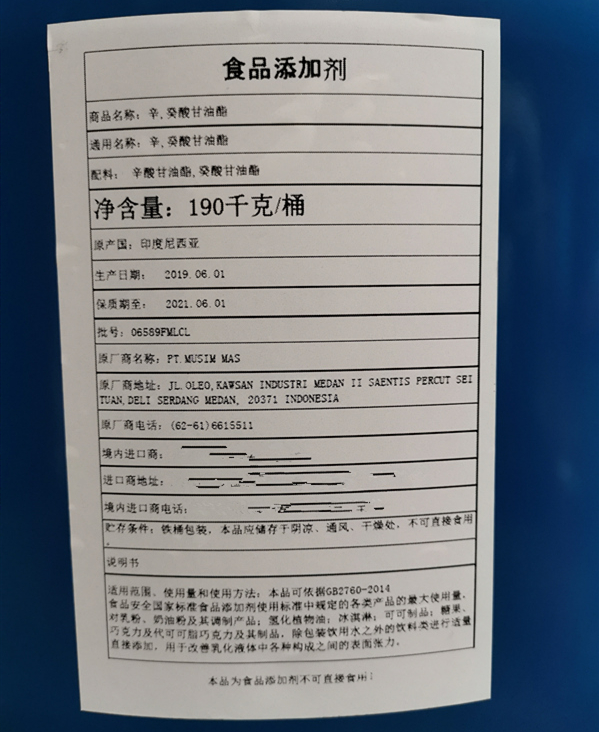 食品添加剂
商品名称：辛,癸酸甘油酯
通用名称：辛,癸酸甘油酯
配料： 辛酸甘油酯,癸酸甘油酯
净含量：190千克/桶
原产国：印度尼西亚
生产日期： 2019.06.01
保质期至： 2021.06.01
批号：06589FMLCL
原厂商名称：PT.MUSIM MAS
原厂商地址：JL.OLEO,KAWSAN INDUSTRI MEDAN II SAENTIS PERCUT SEI
TUAN.DELI SERDANG MEDAN, 20371 INDONESIA
原厂商电话：(62-61)6615511
境内进口商：
进口商地址：
境内进口商电话：
贮存条件：铁桶包装，本品应储存于阴凉、通风、干燥处，不可直接食用
。
说明书
适用范围、使用量和使用方法：本品可依据GB2760-2014
食品安全国家标准食品添加剂使用标准中规定的各类产品的最大使用量，
对乳粉、奶油粉及其调制产品；氢化植物油；冰淇淋；可可制品；糖果、
巧克力及代可可脂巧克力及其制品，除包装饮用水之外的饮料类进行适量
直接添加，用于改善乳化液体中各种构成之间的表面张力。
本品为食品添加剂不可直接食用！